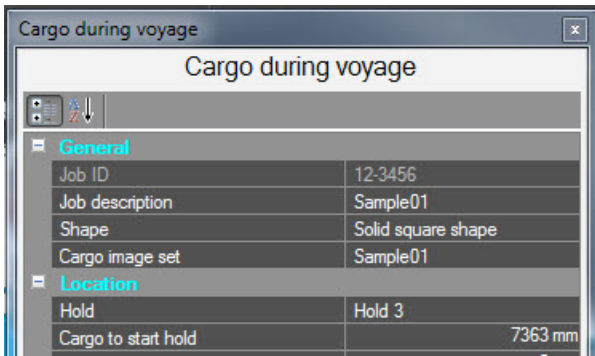 Cargo during voyage
Cargo during voyage
General
Job ID 12-3456
Job description Sample01
Shape Solid square shape
Cargo image set Sample01
Location
Hold Hold 3
Cargo to start hold 7363 mm